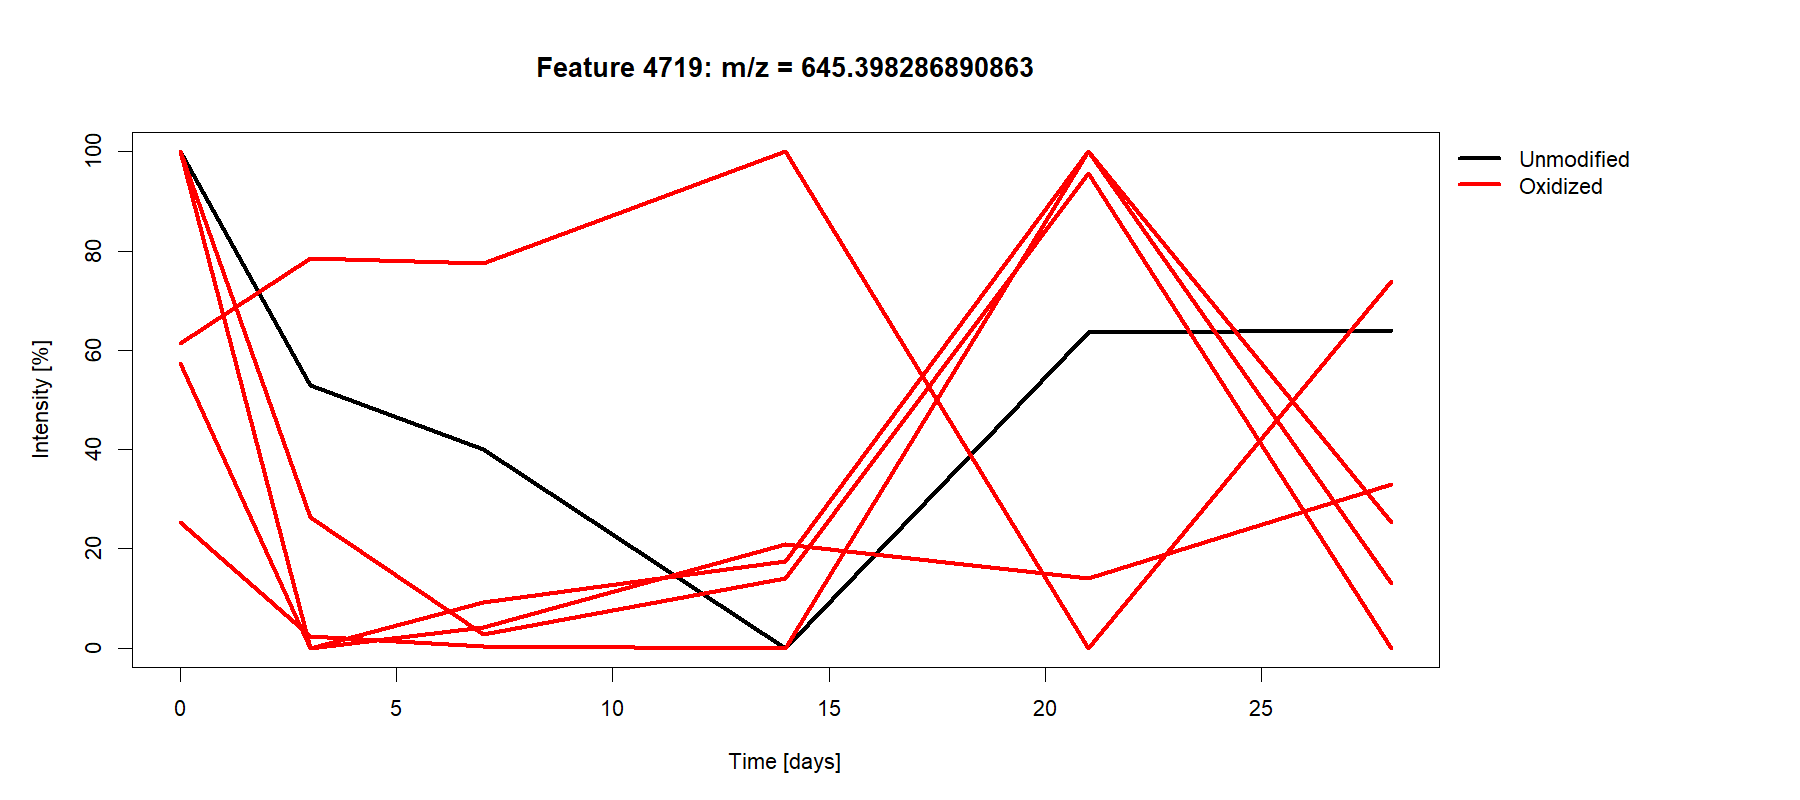 Feature 4719: m/z = 645.398286890863
Unmodified
Oxidized
Intensity [%]
100
80
60
40
20
0
0 5 10 15 20 25
Time [days]